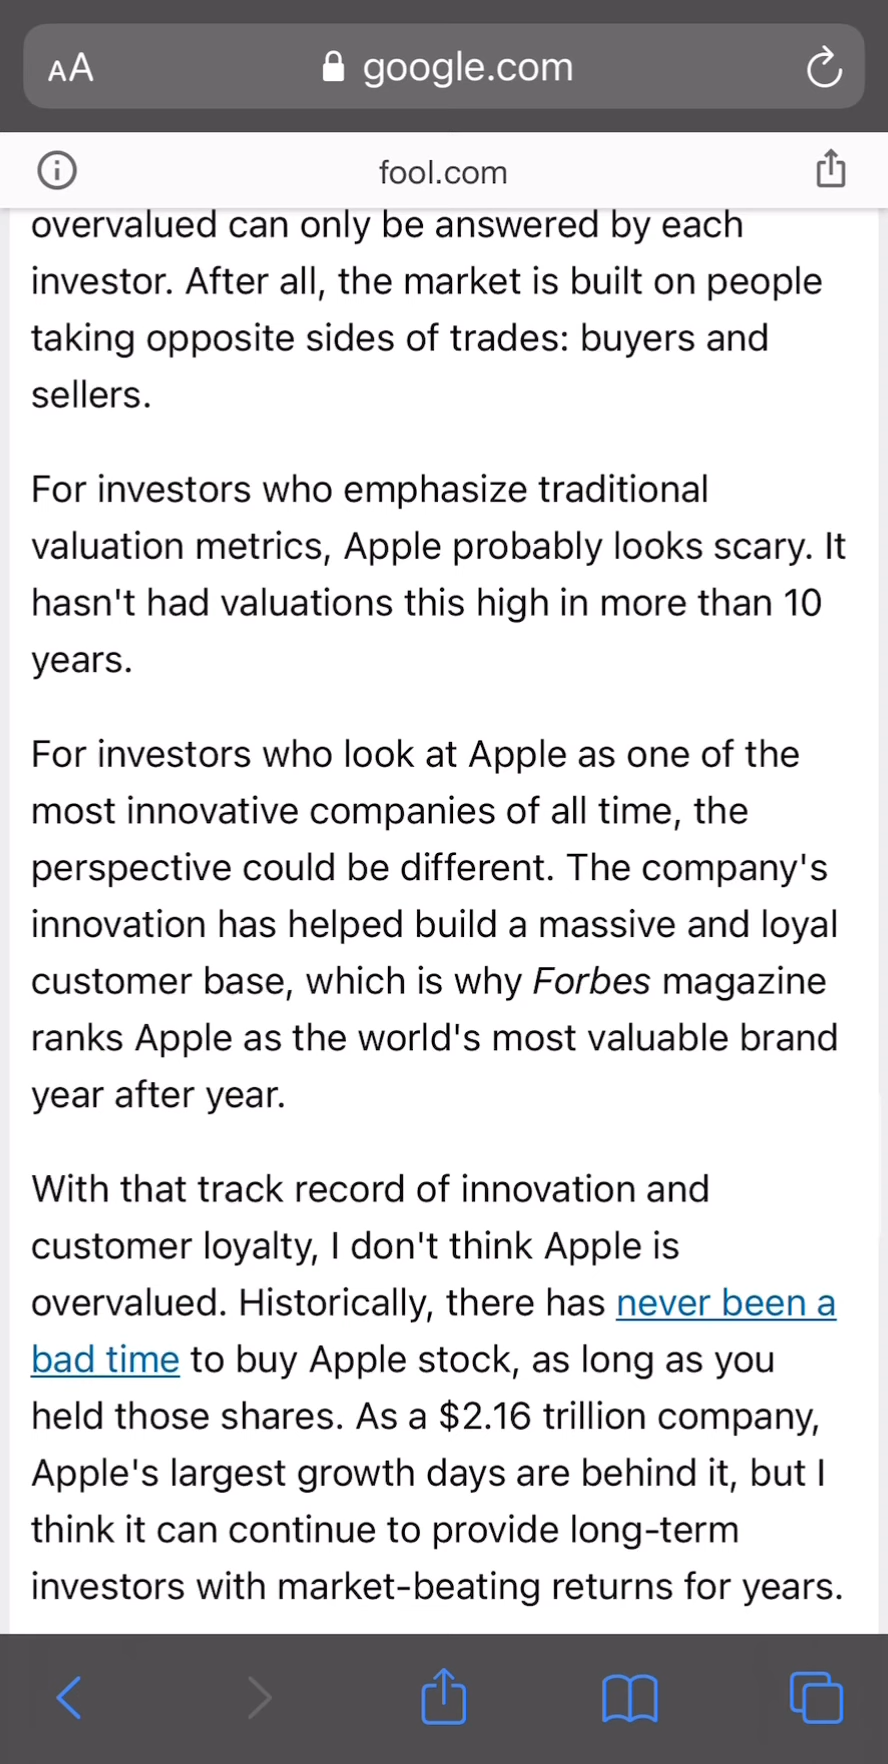 AA google.com
fool.com
overvalued can only be answered by each
investor. After all, the market is built on people
taking opposite sides of trades: buyers and
sellers.
For investors who emphasize traditional
valuation metrics, Apple probably looks scary. It
hasn't had valuations this high in more than 10
years.
For investors who look at Apple as one of the
most innovative companies of all time, the
perspective could be different. The company's
innovation has helped build a massive and loyal
customer base, which is why Forbes magazine
ranks Apple as the world's most valuable brand
year after year.
With that track record of innovation and
customer loyalty, I don't think Apple is
overvalued. Historically, there has never been a
bad time to buy Apple stock, as long as you
held those shares. As a $2.16 trillion company,
Apple's largest growth days are behind it, but I
think it can continue to provide long-term
investors with market-beating returns for years.